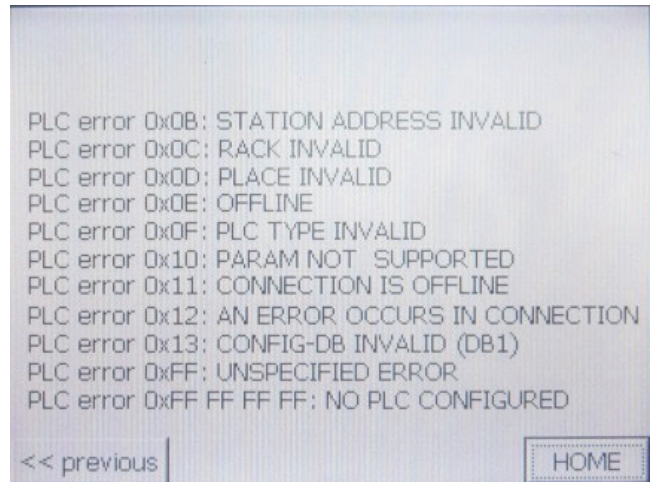 PLC error 0x0B: STATION ADDRESS INVALID
PLC error 0x0C: RACK INVALID
PLC error 0x0D: PLACE INVALID
PLC error 0x0E: OFFLINE
PLC error 0x0F: PLC TYPE INVALID
PLC error 0x10: PARAM NOT  SUPPORTED
PLC error 0x11: CONNECTION IS OFFLINE
PLC error 0x12: AN ERROR OCCURS IN CONNECTION
PLC error 0x13: CONFIG-DB INVALID (DB1)
PLC error 0xFF: UNSPECIFIED ERROR
PLC error 0xFF FF FF FF: NO PLC CONFIGURED
<< previous HOME